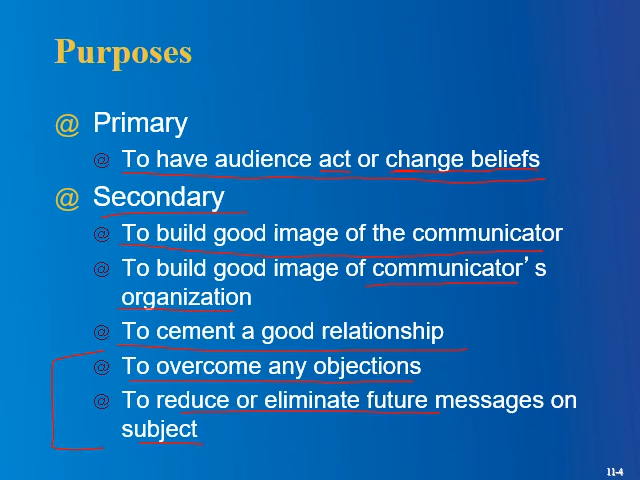 Purposes
@ Primary
@ To have audience act or change beliefs
@ Secondary
@ To build good image of the communicator
@ To build good image of communicator’s
organization
@ To cement a good relationship
@ To overcome any objections
@ To reduce or eliminate future messages on
subject
11-4